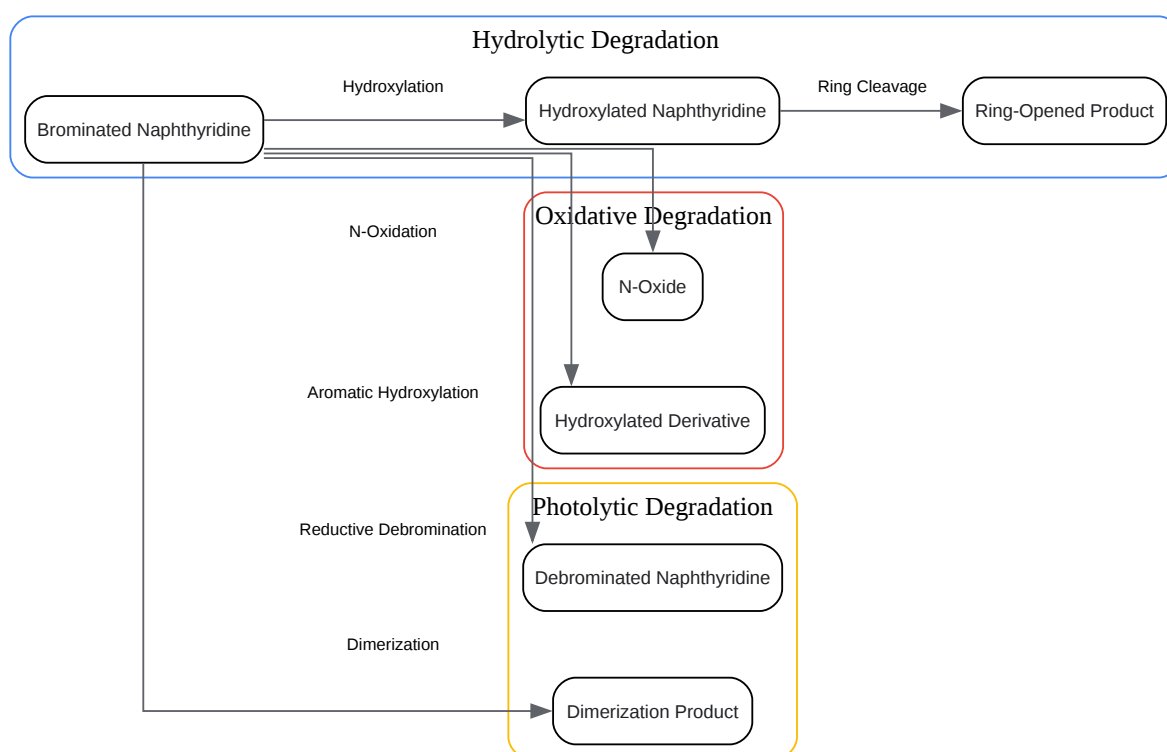 Hydrolytic Degradation
Hydroxylation
Ring Cleavage
Brominated Naphthyridine
Hydroxylated Naphthyridine
Ring-Opened Product
Oxidative Degradation
N-Oxidation
N-Oxide
Aromatic Hydroxylation
Hydroxylated Derivative
Photolytic Degradation
Reductive Debromination
Debrominated Naphthyridine
Dimerization
Dimerization Product